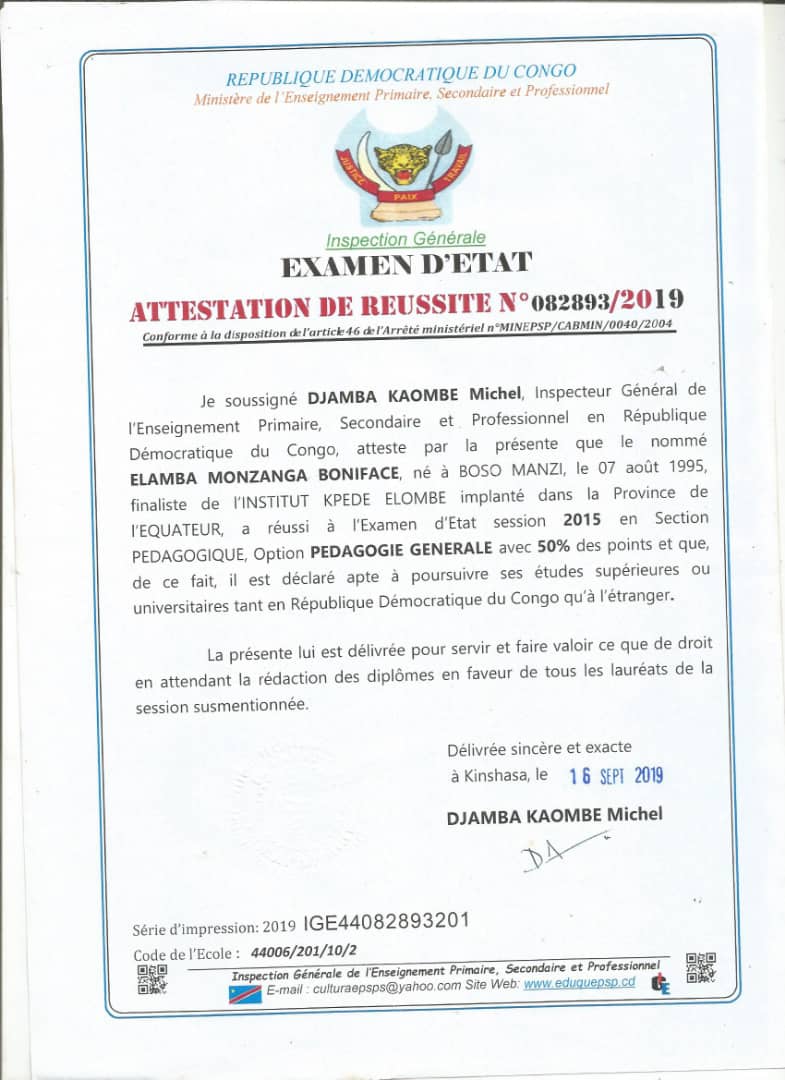 REPUBLIQUE DEMOCRATIQUE DU CONGO
Ministère de l'Enseignement Primaire, Secondaire et Professionnel
JUSTICE
PAIX
TRAVAIL
Inspection Générale
EXAMEN D'ETAT
ATTESTATION DE REUSSITE N°082893/2019
Conforme à la disposition de l'article 46 de l'Arrêté ministériel n°MINEPSP/CABMIN/0040/2004
Je soussigné DJAMBA KAOMBE Michel, Inspecteur Général de
l'Enseignement Primaire, Secondaire et Professionnel en République
Démocratique du Congo, atteste par la présente que le nommé
ELAMBA MONZANGA BONIFACE, né à BOSO MANZI, le 07 août 1995,
finaliste de l'INSTITUT KPEDE ELOMBE implanté dans la Province de
l'EQUATEUR, a réussi à l'Examen d'Etat session 2015 en Section
PEDAGOGIQUE, Option PEDAGOGIE GENERALE avec 50% des points et que,
de ce fait, il est déclaré apte à poursuivre ses études supérieures ou
universitaires tant en République Démocratique du Congo qu'à l'étranger.
La présente lui est délivrée pour servir et faire valoir ce que de droit
en attendant la rédaction des diplômes en faveur de tous les lauréats de la
session susmentionnée.
Délivrée sincère et exacte
à Kinshasa, le 16 SEPT 2019
DJAMBA KAOMBE Michel
Série d'impression: 2019 IGE44082893201
Code de l'Ecole : 44006/201/10/2
Inspection Générale de l'Enseignement Primaire, Secondaire et Professionnel
E-mail : culturaepsps@yahoo.com Site Web: www.eduquepsp.cd